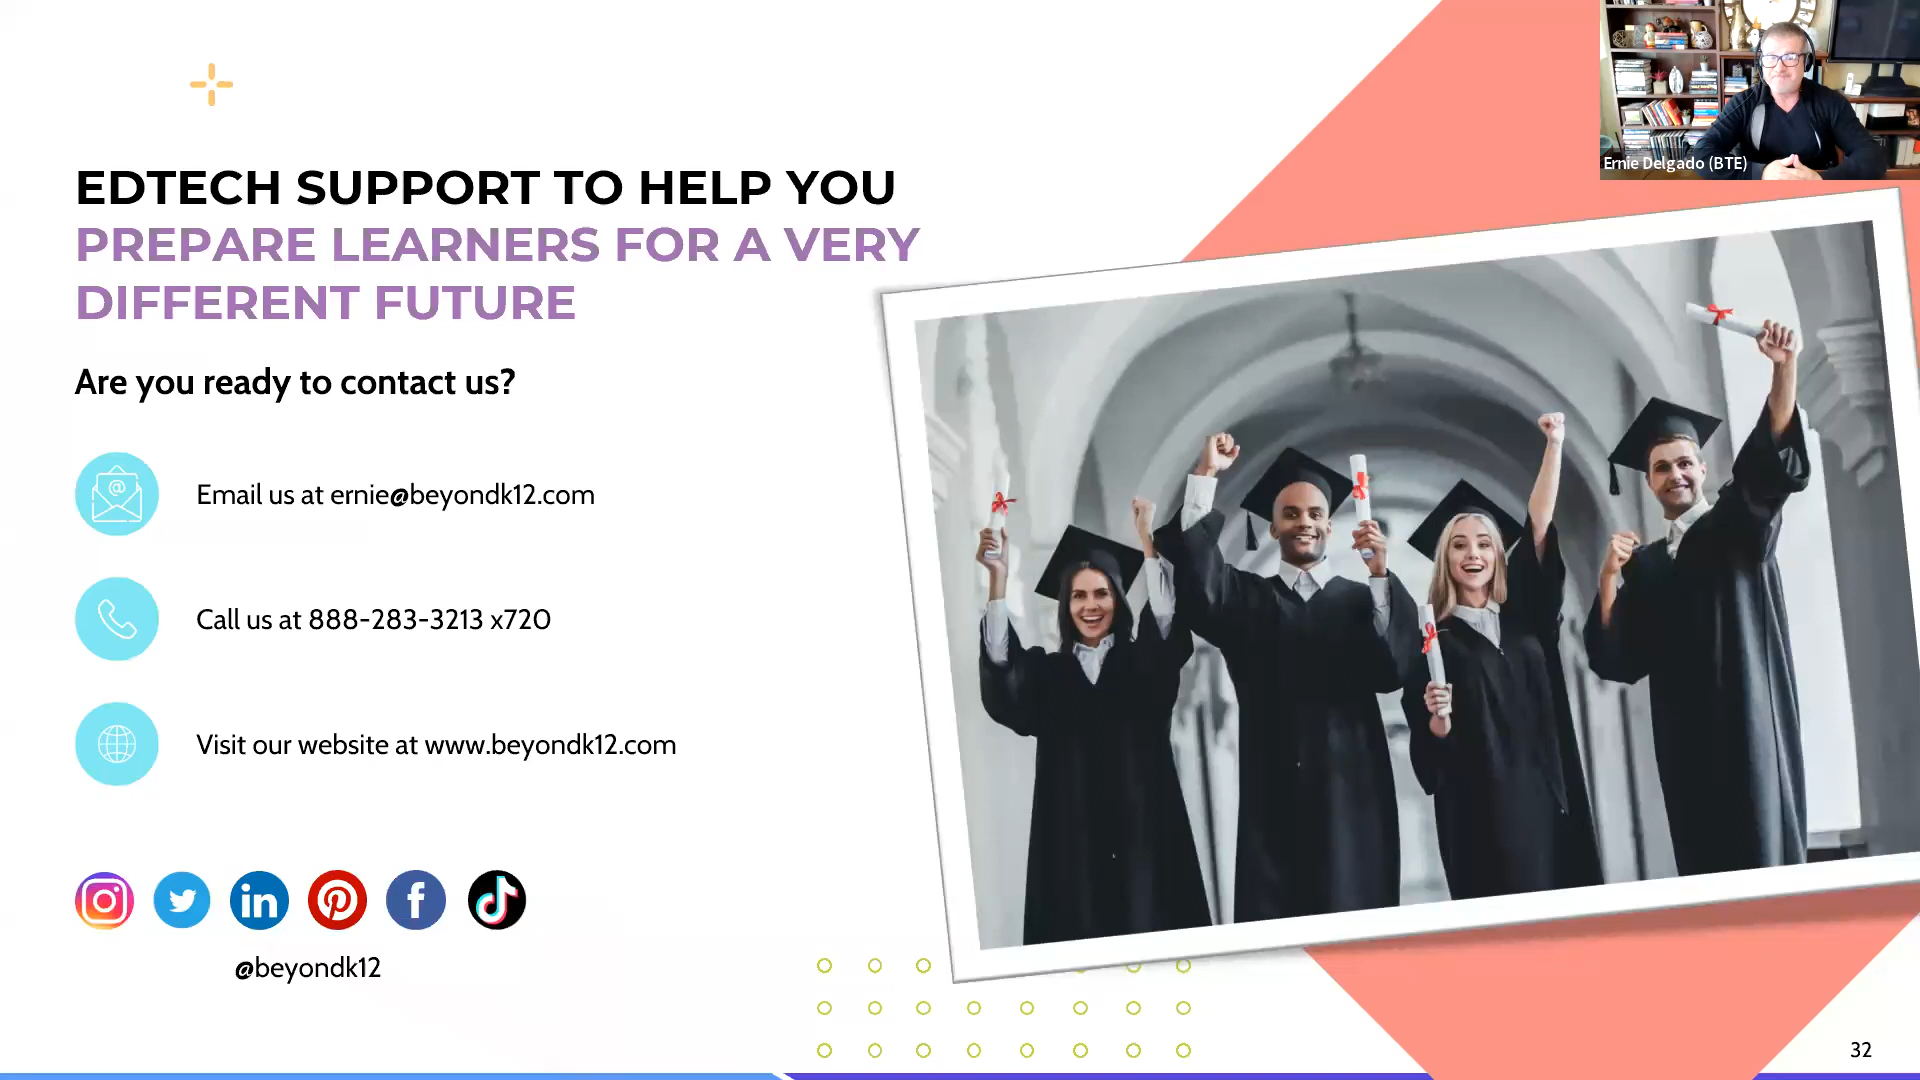 Ernie Delgado (BTE)
EDTECH SUPPORT TO HELP YOU
PREPARE LEARNERS FOR A VERY
DIFFERENT FUTURE
Are you ready to contact us?
Email us at ernie@beyondk12.com
Call us at 888-283-3213 x720
Visit our website at www.beyondk12.com
@beyondk12
32